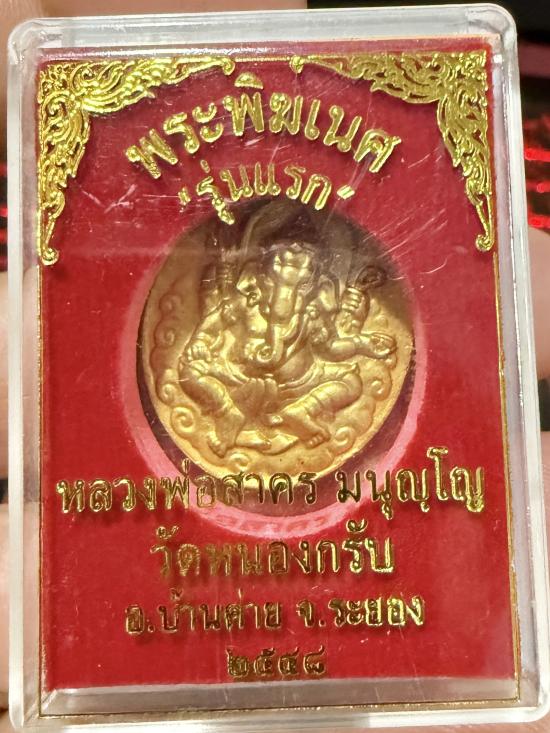 พระพิฆเนศ
"รุ่นแรก"
หลวงพ่อสาคร มนุญฺโญ
วัดหนองกรับ
อ.บ้านค่าย จ.ระยอง
๒๕๔๘